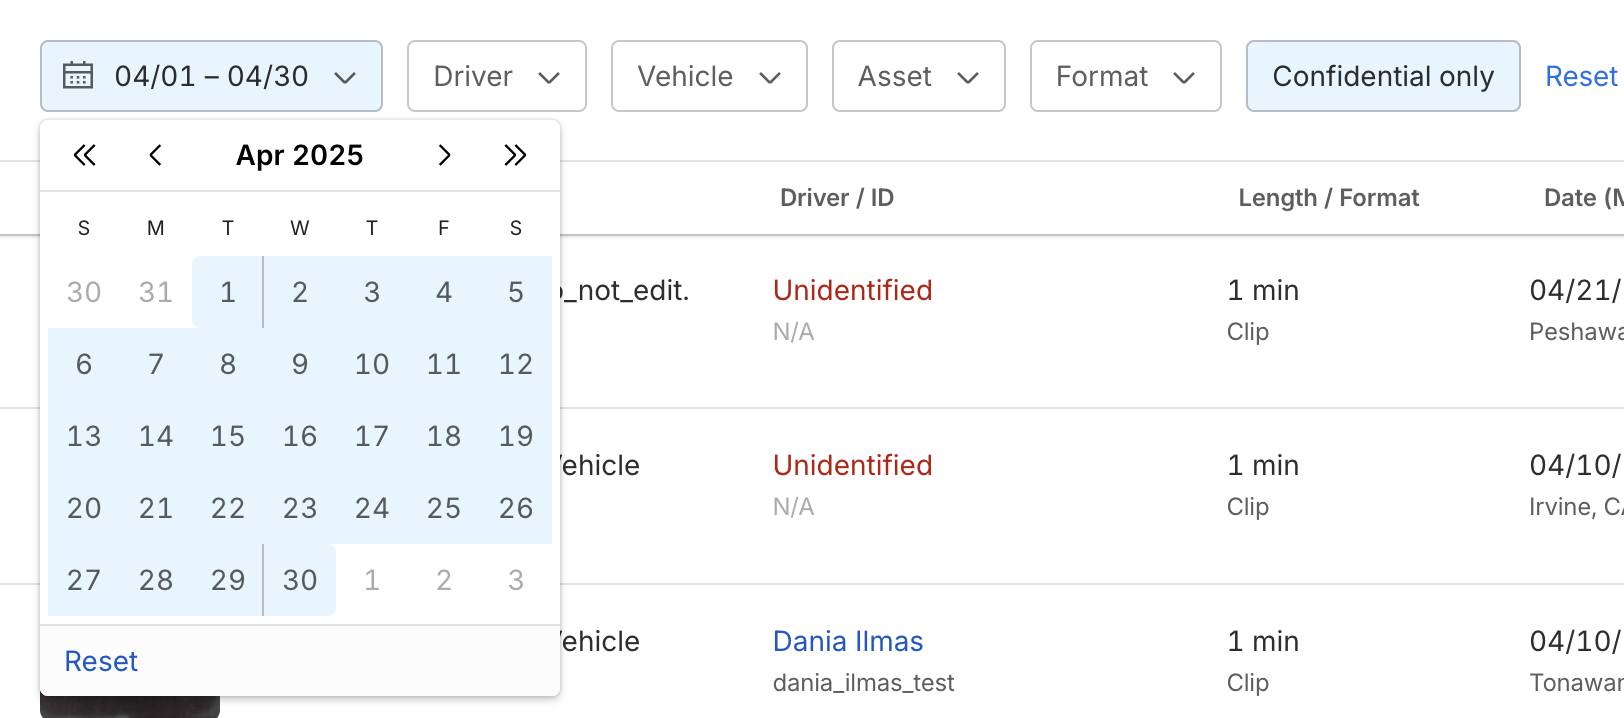 04/01 – 04/30 Driver Vehicle Asset Format Confidential only Reset
Apr 2025
S M T W T F S
30 31 1 2 3 4 5
6 7 8 9 10 11 12
13 14 15 16 17 18 19
20 21 22 23 24 25 26
27 28 29 30 1 2 3
Reset
Driver / ID Length / Format Date (
_not_edit. Unidentified 1 min 04/21/
N/A Clip Peshawa
ehicle Unidentified 1 min 04/10/
N/A Clip Irvine, C
ehicle Dania Ilmas 1 min 04/10/
dania_ilmas_test Clip Tonawan